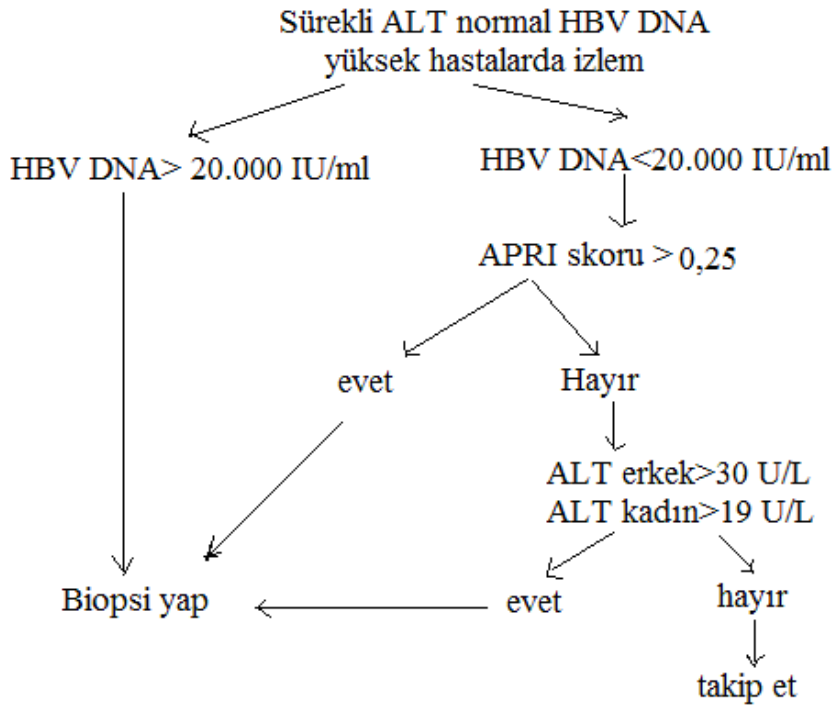 Sürekli ALT normal HBV DNA
yüksek hastalarda izlem
HBV DNA> 20.000 IU/ml
HBV DNA<20.000 IU/ml
APRI skoru > 0,25
evet
Hayır
ALT erkek>30 U/L
ALT kadın>19 U/L
Biopsi yap
evet
hayır
takip et